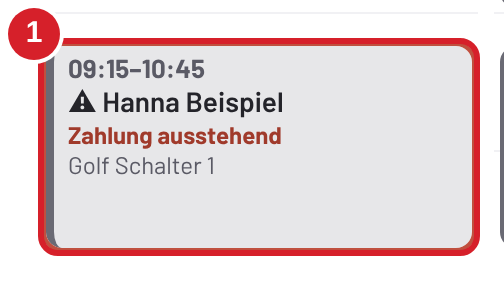 1
09:15–10:45
⚠ Hanna Beispiel
Zahlung ausstehend
Golf Schalter 1